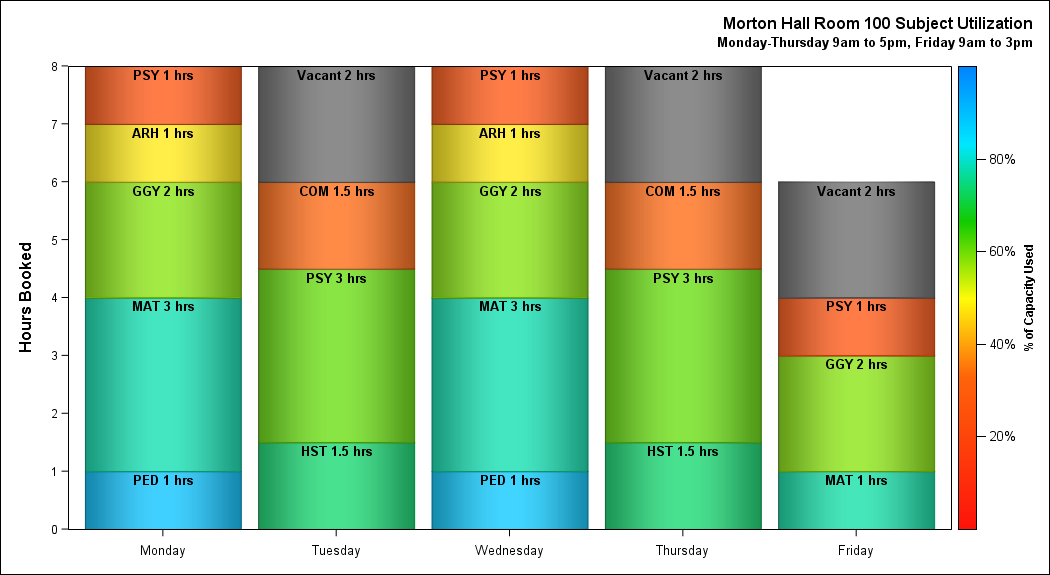 Morton Hall Room 100 Subject Utilization
Monday-Thursday 9am to 5pm, Friday 9am to 3pm
Hours Booked
8
7
6
5
4
3
2
1
0
PSY 1 hrs
ARH 1 hrs
GGY 2 hrs
MAT 3 hrs
PED 1 hrs
Monday
Vacant 2 hrs
COM 1.5 hrs
PSY 3 hrs
HST 1.5 hrs
Tuesday
PSY 1 hrs
ARH 1 hrs
GGY 2 hrs
MAT 3 hrs
PED 1 hrs
Wednesday
Vacant 2 hrs
COM 1.5 hrs
PSY 3 hrs
HST 1.5 hrs
Thursday
Vacant 2 hrs
PSY 1 hrs
GGY 2 hrs
MAT 1 hrs
Friday
80%
60%
40%
20%
% of Capacity Used